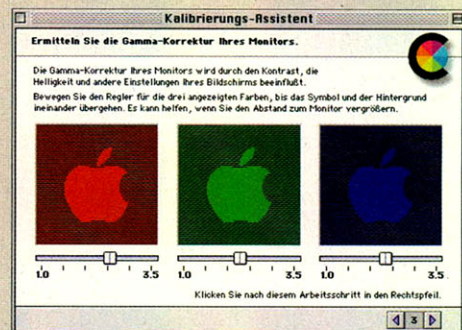 Kalibrierungs-Assistent
Ermitteln Sie die Gamma-Korrektur Ihres Monitors.
Die Gamma-Korrektur Ihres Monitors wird durch den Kontrast, die
Helligkeit und andere Einstellungen Ihres Bildschirms beeinflußt.
Bewegen Sie den Regler für die drei angezeigten Farben, bis das Symbol und der Hintergrund
ineinander übergehen. Es kann helfen, wenn Sie den Abstand zum Monitor vergrößern.
1.0 3.5 1.0 3.5 1.0 3.5
Klicken Sie nach diesem Arbeitsschritt in den Rechtspfeil.
3